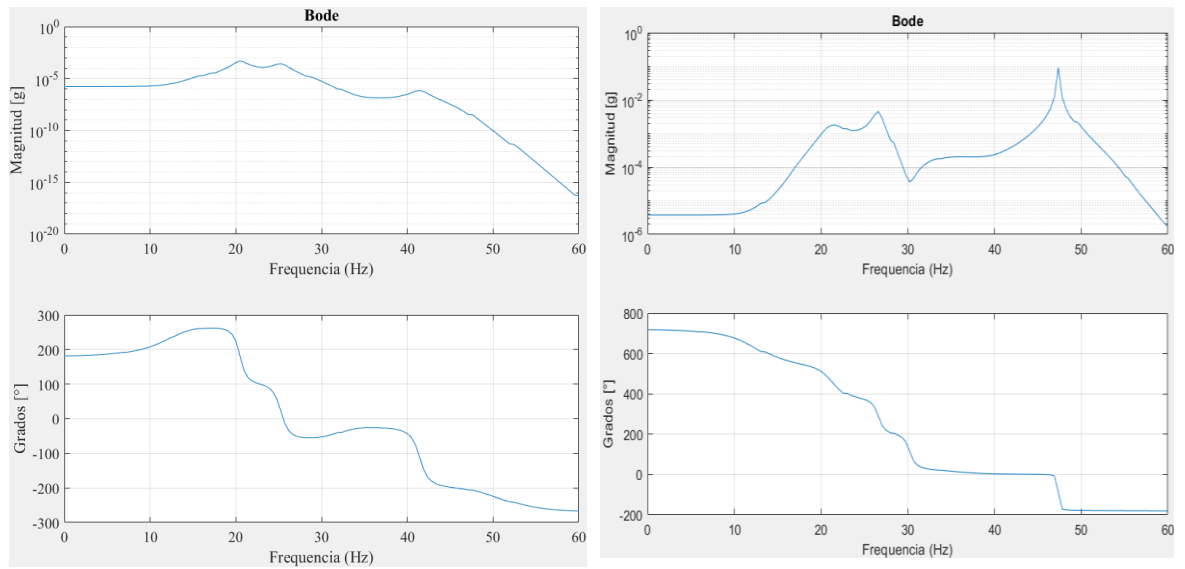 Bode
Magnitud [g]
10^0
10^-5
10^-10
10^-15
10^-20
0 10 20 30 40 50 60
Frequencia (Hz)
Grados [°]
300
200
100
0
-100
-200
-300
0 10 20 30 40 50 60
Frequencia (Hz)
Bode
Magnitud [g]
10^0
10^-2
10^-4
10^-6
0 10 20 30 40 50 60
Frequencia (Hz)
Grados [°]
800
600
400
200
0
-200
0 10 20 30 40 50 60
Frequencia (Hz)